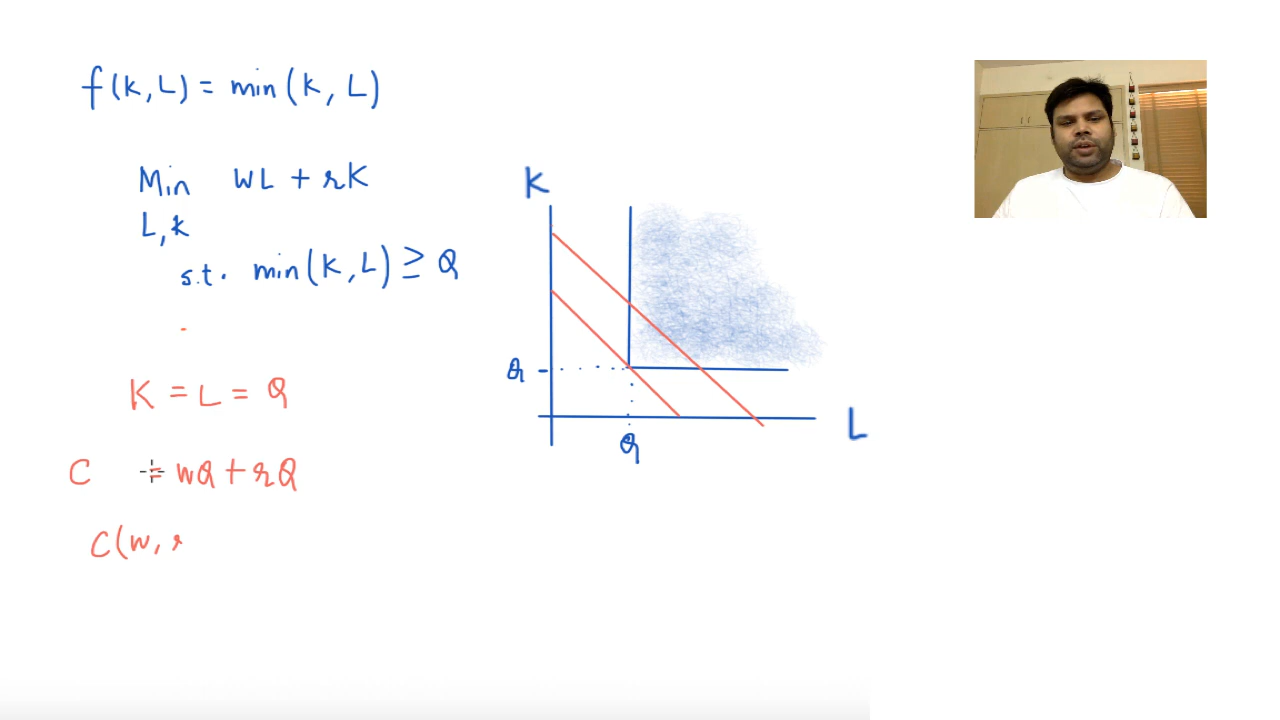 f(K, L) = min (K, L)
Min wL + rK
L, K
s.t. min (K, L) ≥ Q
K = L = Q
C = wQ + rQ
C(w, r
K
Q
Q
L